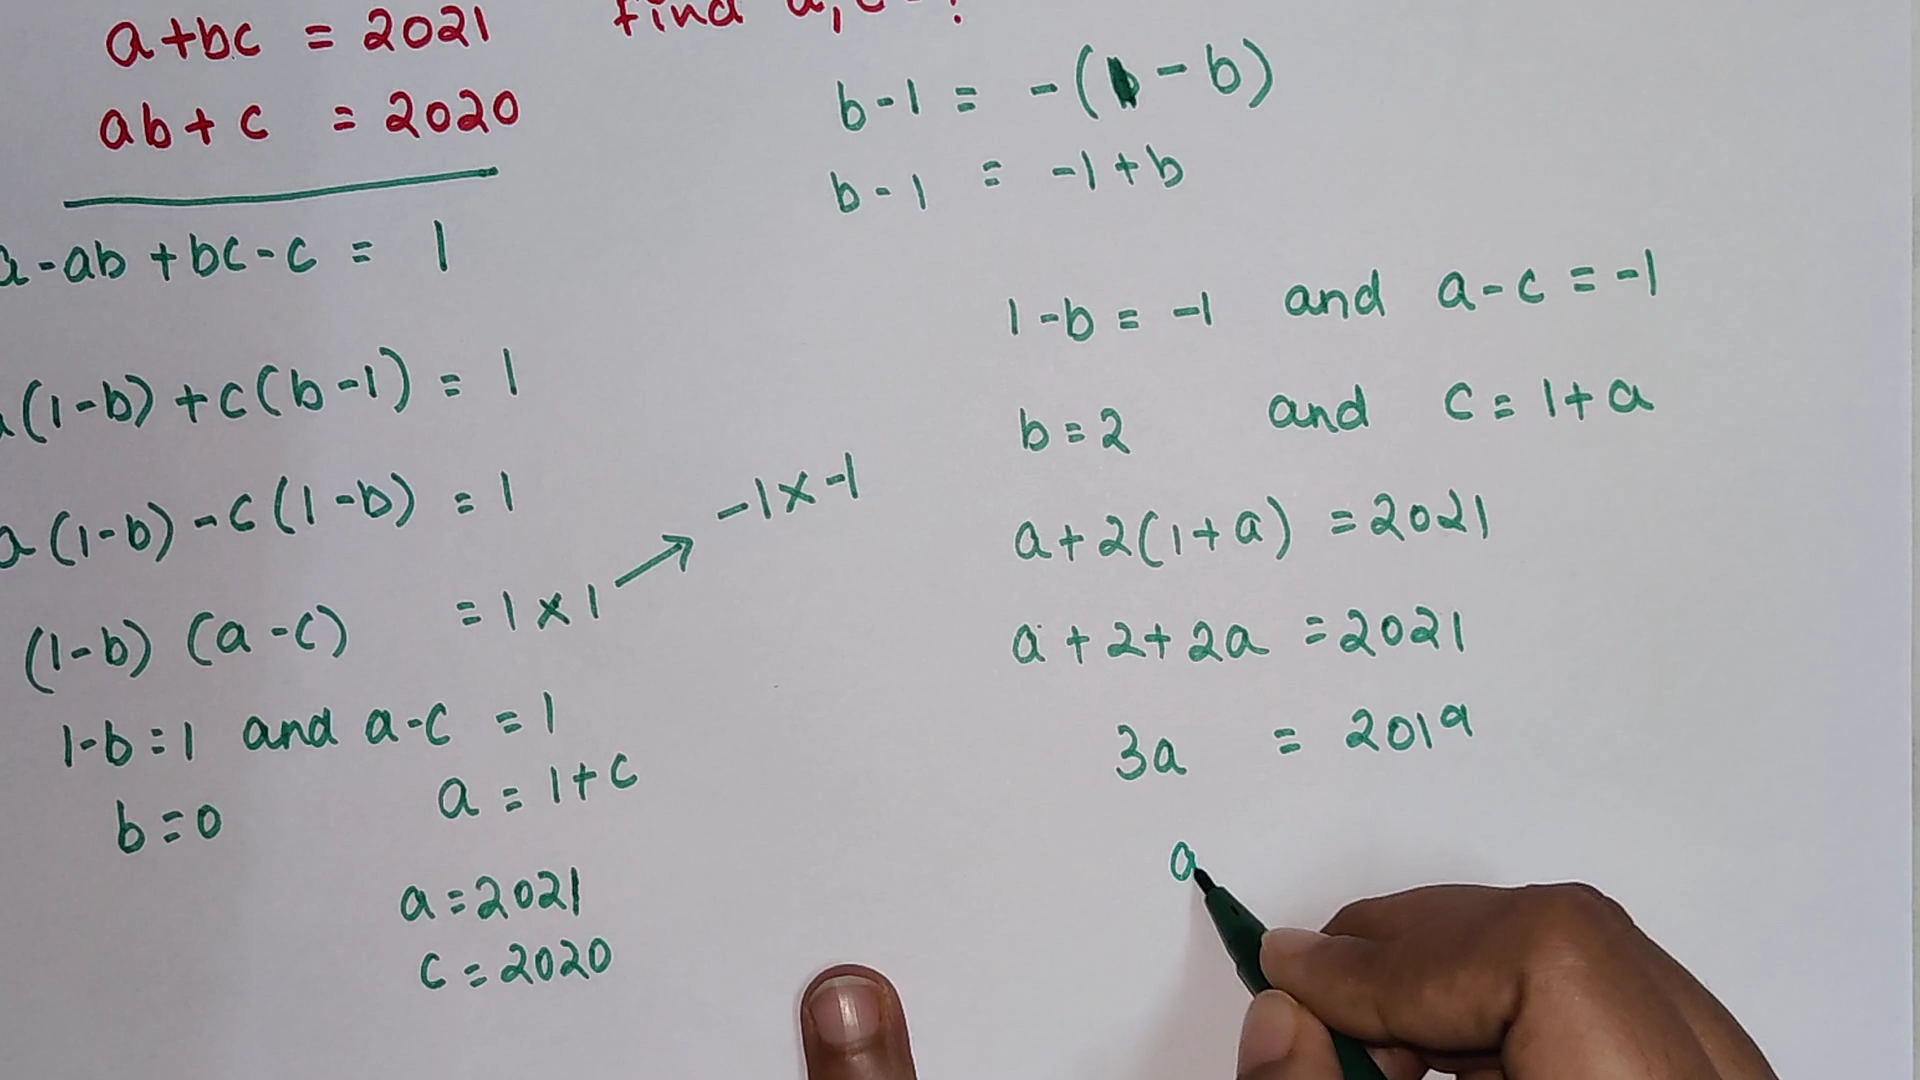 a+bc = 2021 find a,
ab+c = 2020
a-ab+bc-c = 1
(1-b)+c(b-1) = 1
a(1-b)-c(1-b) = 1
(1-b) (a-c) = 1×1 → -1×-1
1-b=1 and a-c = 1
b=0 a = 1+c
a=2021
c=2020
b-1 = -(1-b)
b-1 = -1+b
1-b = -1 and a-c = -1
b=2 and c = 1+a
a+2(1+a) = 2021
a+2+2a = 2021
3a = 2019
a